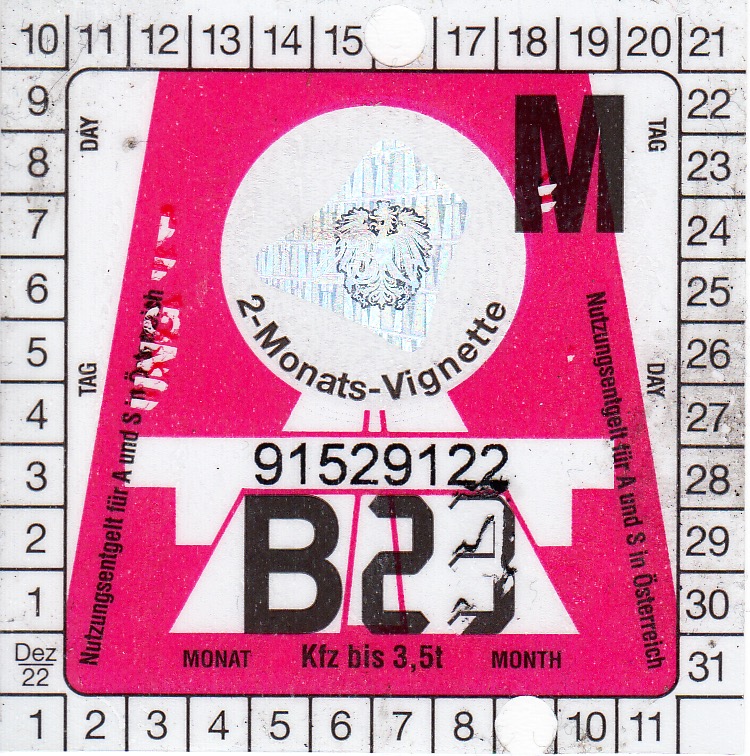 10 11 12 13 14 15 17 18 19 20 21
9 DAY M TAG 22
8 23
7 24
6 25
5 26
4 27
3 28
2 29
1 30
Dez
22
31
2-Monats-Vignette
TAG
DAY
Nutzungsentgelt für A und S in Österreich
Nutzungsentgelt für A und S in Österreich
91529122
B23
MONAT Kfz bis 3,5t MONTH
1 2 3 4 5 6 7 8 10 11